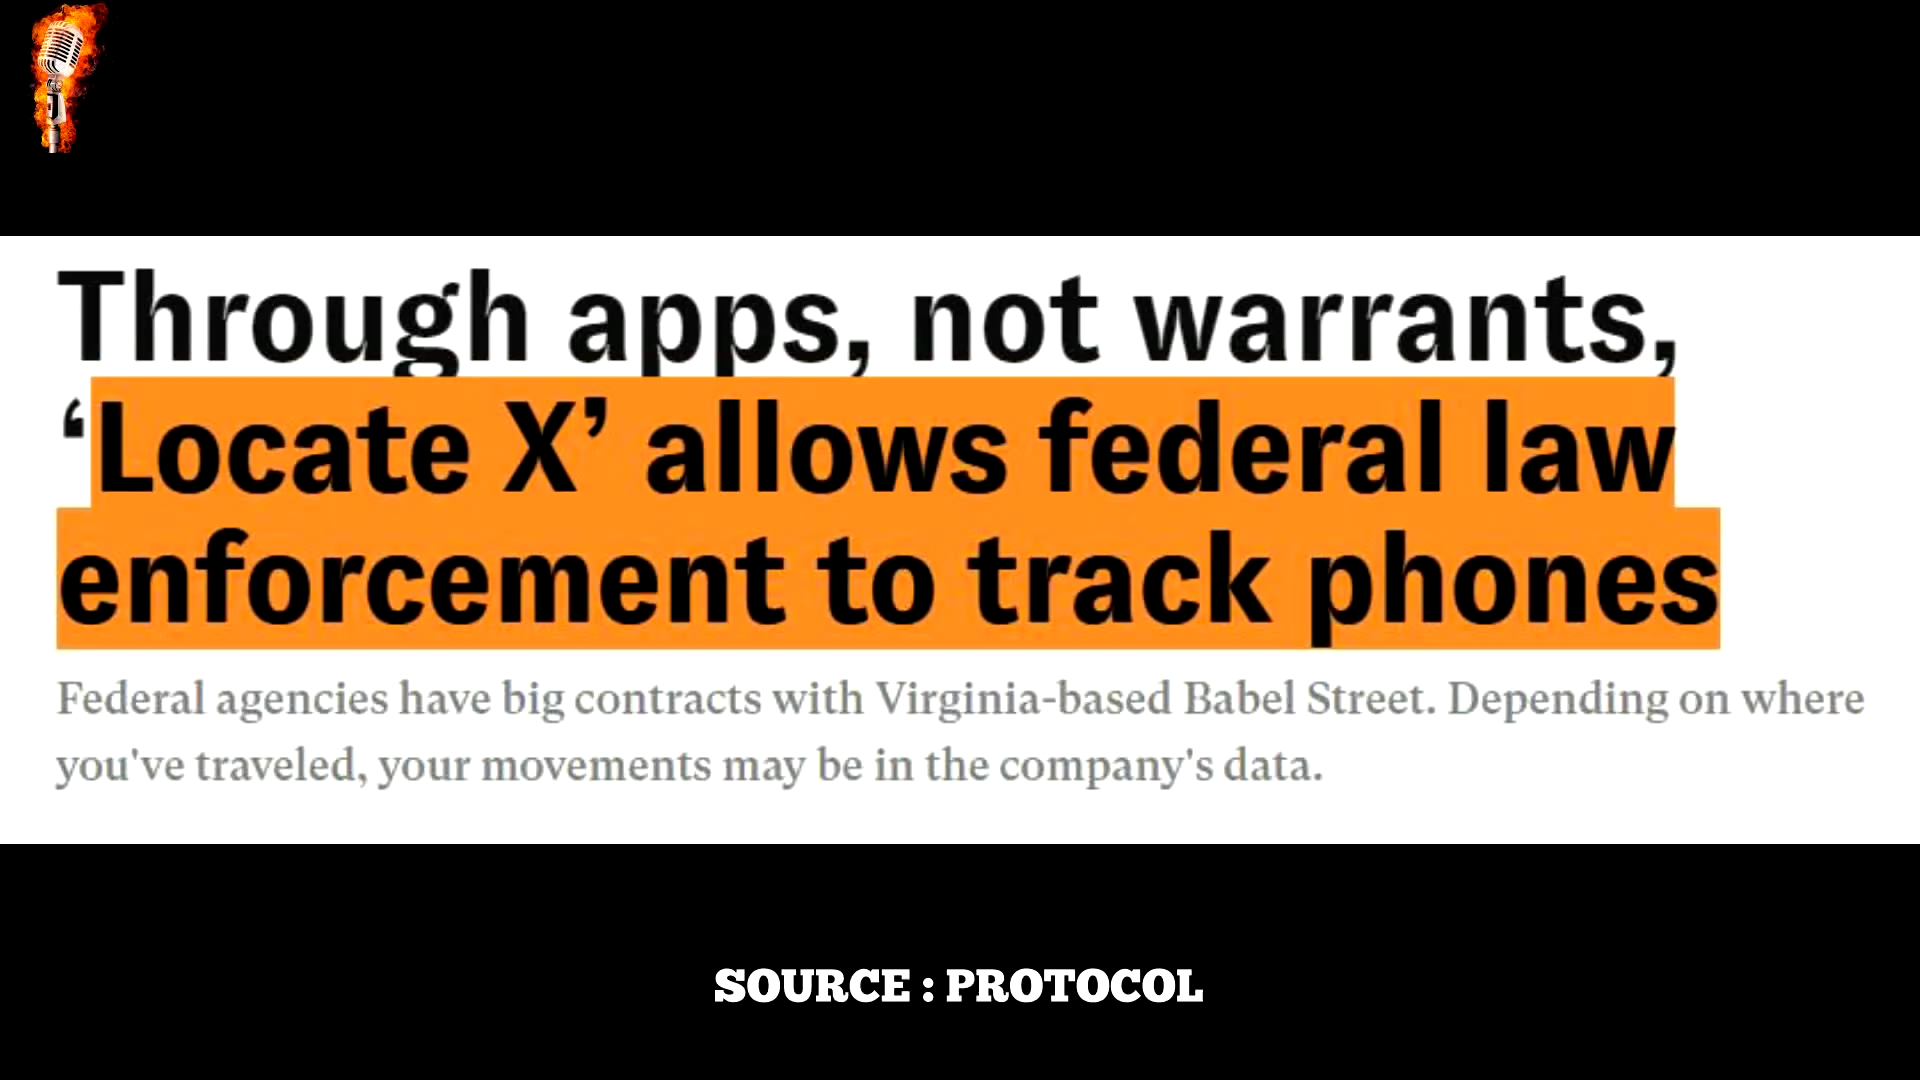 Through apps, not warrants,
‘Locate X’ allows federal law
enforcement to track phones
Federal agencies have big contracts with Virginia-based Babel Street. Depending on where
you've traveled, your movements may be in the company's data.
SOURCE : PROTOCOL